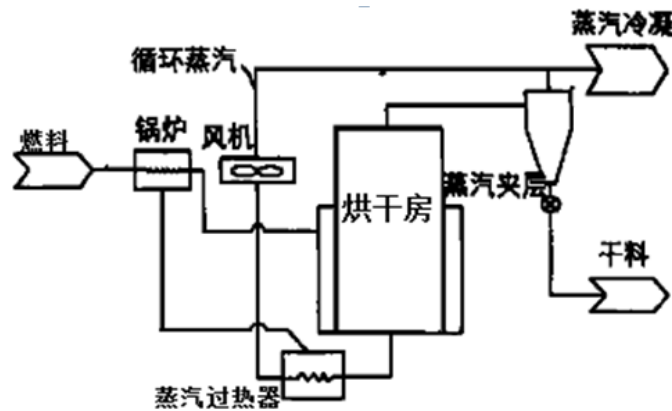 蒸汽冷凝
循环蒸汽
锅炉
风机
燃料
蒸汽夹层
烘干房
干料
蒸汽过热器